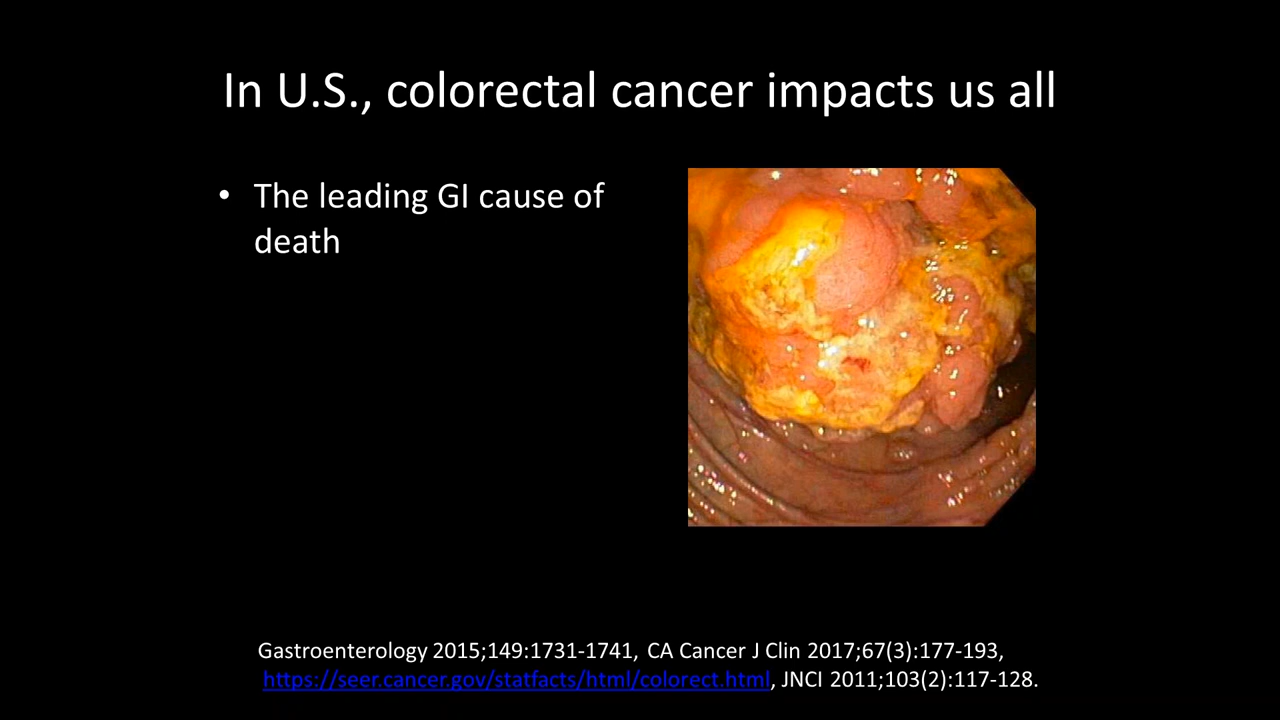 In U.S., colorectal cancer impacts us all
• The leading GI cause of
death
Gastroenterology 2015;149:1731-1741, CA Cancer J Clin 2017;67(3):177-193,
https://seer.cancer.gov/statfacts/html/colorect.html, JNCI 2011;103(2):117-128.